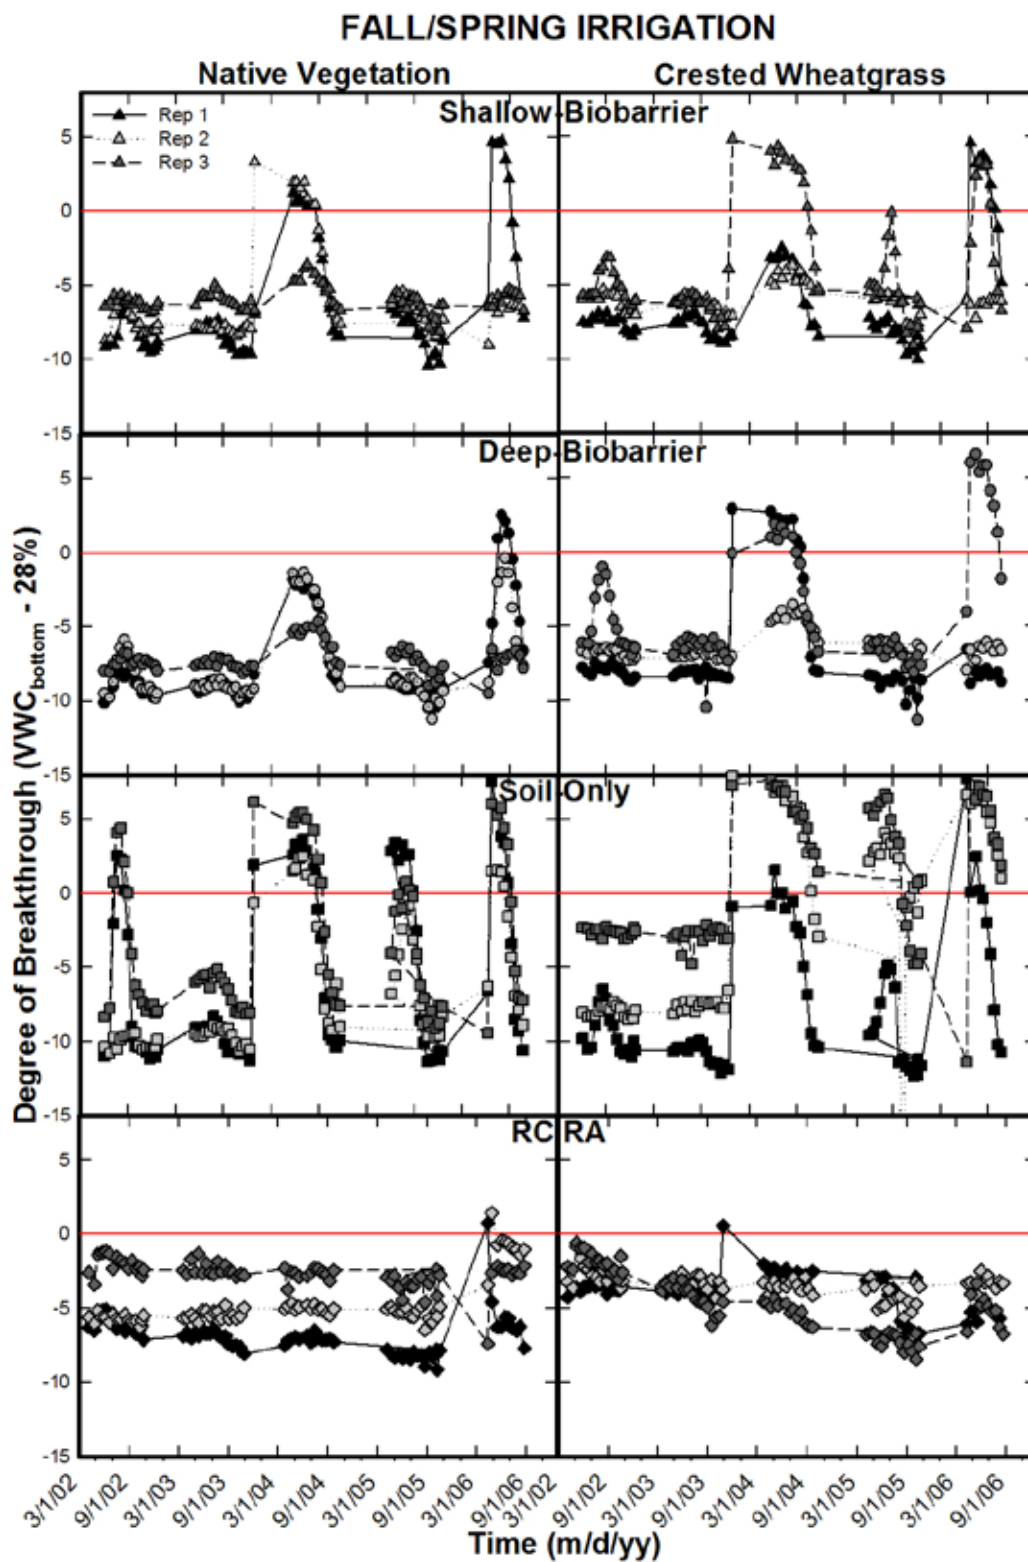 FALL/SPRING IRRIGATION
Native Vegetation Crested Wheatgrass
Shallow-Biobarrier
Rep 1
Rep 2
Rep 3
5
0
-5
-10
-15
Deep-Biobarrier
5
0
-5
-10
-15
Soil-Only
5
0
-5
-10
-15
RCRA
5
0
-5
-10
-15
Degree of Breakthrough (VWCbottom - 28%)
3/1/02 9/1/02 3/1/03 9/1/03 3/1/04 9/1/04 3/1/05 9/1/05 3/1/06 9/1/06 3/1/02 9/1/02 3/1/03 9/1/03 3/1/04 9/1/04 3/1/05 9/1/05 3/1/06 9/1/06
Time (m/d/yy)